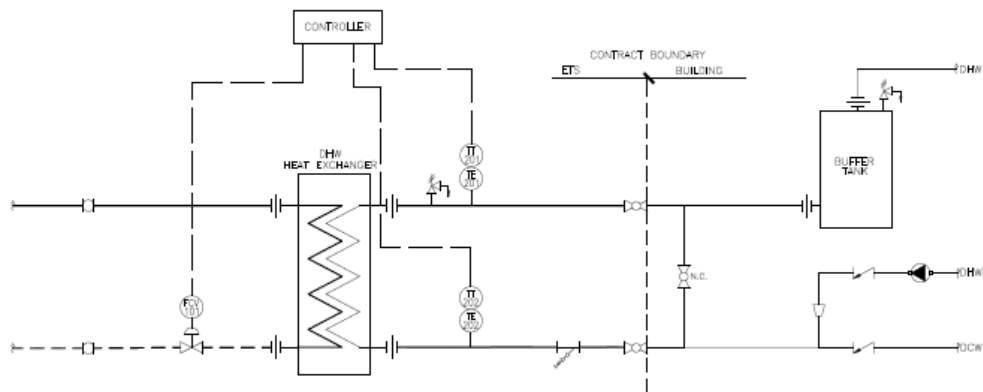 CONTROLLER
CONTRACT BOUNDARY
ETS BUILDING
DHW
DHW
HEAT EXCHANGER
TT
201
TE
201
BUFFER
TANK
FCV
101
TT
202
TE
202
N.C.
DHW
DCW